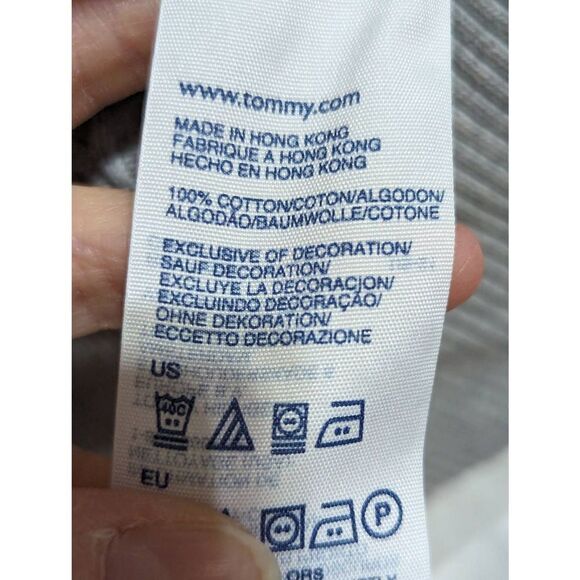 www.tommy.com
MADE IN HONG KONG
FABRIQUE A HONG KONG
HECHO EN HONG KONG
100% COTTON/COTON/ALGODON/
ALGODÃO/BAUMWOLLE/COTONE
EXCLUSIVE OF DECORATION/
SAUF DECORATION/
EXCLUYE LA DECORACION/
EXCLUINDO DECORAÇÃO/
OHNE DEKORATION/
ECCETTO DECORAZIONE
US
40C
EU
P
ORS